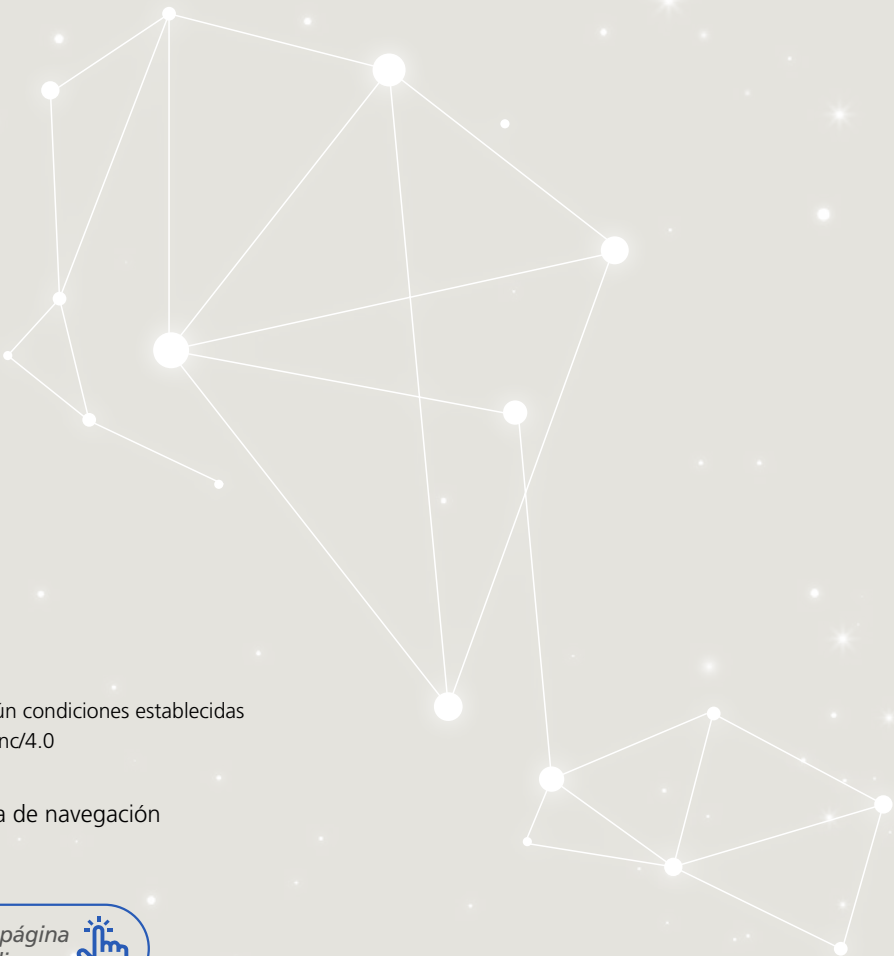 ún condiciones establecidas
nc/4.0
a de navegación
página